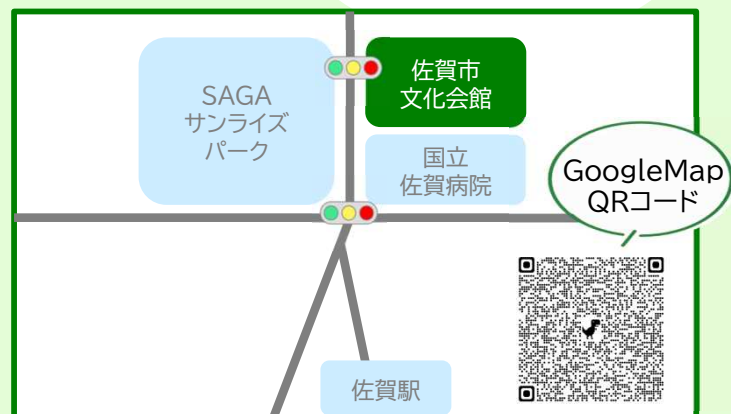 SAGA
サンライズ
パーク
佐賀市
文化会館
国立
佐賀病院
GoogleMap
QRコード
佐賀駅